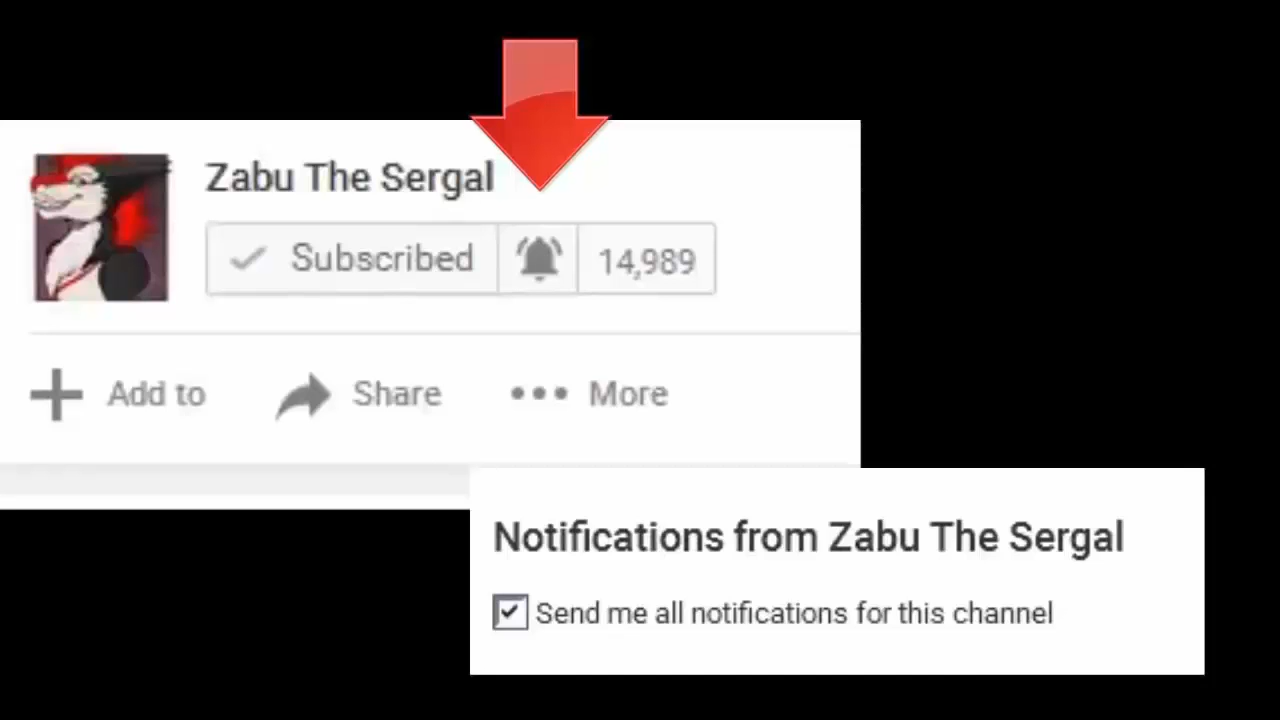 Zabu The Sergal
Subscribed 14,989
Add to Share More
Notifications from Zabu The Sergal
Send me all notifications for this channel